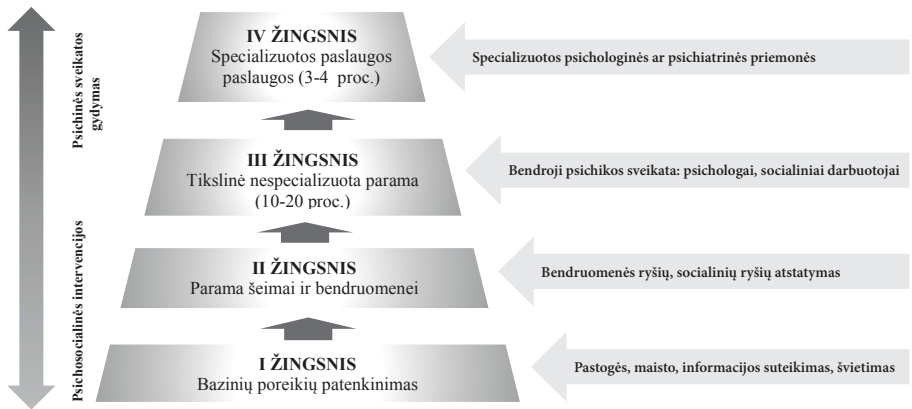 Psichinės sveikatos
gydymas
Psichosocialinės intervencijos
IV ŽINGSNIS
Specializuotos paslaugos
paslaugos (3-4 proc.)
Specializuotos psichologinės ar psichiatrinė priemonės
III ŽINGSNIS
Tikslinė nespecializuota parama
(10-20 proc.)
Bendroji psichikos sveikata: psichologai, socialiniai darbuotojai
II ŽINGSNIS
Parama šeimai ir bendruomenei
Bendruomenės ryšių, socialinių ryšių atstatymas
I ŽINGSNIS
Bazinių poreikių patenkinimas
Pastogės, maisto, informacijos suteikimas, švietimas